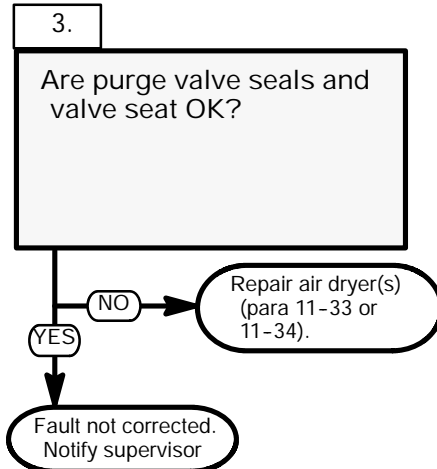 3.
Are purge valve seals and
valve seat OK?
NO
Repair air dryer(s)
(para 11-33 or
11-34).
YES
Fault not corrected.
Notify supervisor